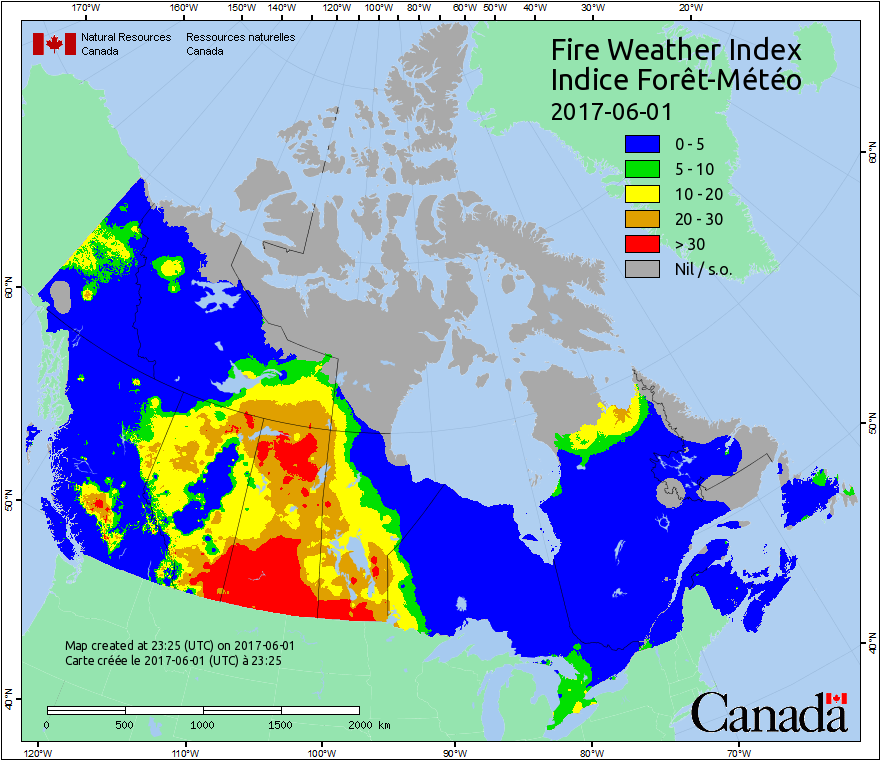 170°W 160°W 150°W 140°W 130°W 120°W 110°W 100°W 90°W 80°W 70°W 60°W 50°W 40°W 30°W 20°W
Natural Resources Ressources naturelles
Canada Canada
Fire Weather Index
Indice Forêt-Météo
2017-06-01
0 - 5
5 - 10
10 - 20
20 - 30
> 30
Nil / s.o.
60°N 60°N
50°N 50°N
40°N 40°N
Map created at 23:25 (UTC) on 2017-06-01
Carte créée le 2017-06-01 (UTC) à 23:25
0 500 1000 1500 2000 km
Canada
120°W 110°W 100°W 90°W 80°W 70°W